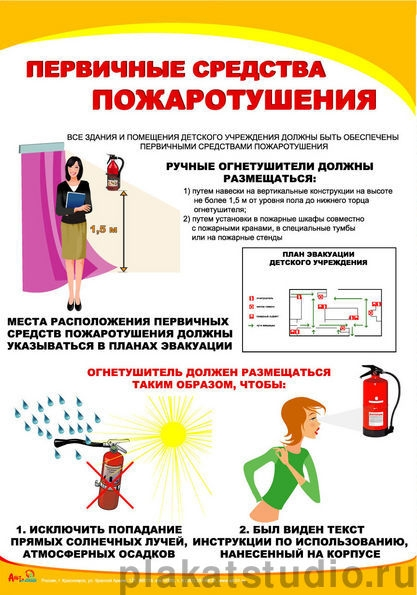 ПЕРВИЧНЫЕ СРЕДСТВА
ПОЖАРОТУШЕНИЯ
ВСЕ ЗДАНИЯ И ПОМЕЩЕНИЯ ДЕТСКОГО УЧРЕЖДЕНИЯ ДОЛЖНЫ БЫТЬ ОБЕСПЕЧЕНЫ
ПЕРВИЧНЫМИ СРЕДСТВАМИ ПОЖАРОТУШЕНИЯ
РУЧНЫЕ ОГНЕТУШИТЕЛИ ДОЛЖНЫ
РАЗМЕЩАТЬСЯ:
1) путем навески на вертикальные конструкции на высоте
не более 1,5 м от уровня пола до нижнего торца
огнетушителя;
2) путем установки в пожарные шкафы совместно
с пожарными кранами, в специальные тумбы
или на пожарные стенды
1,5 м
ПЛАН ЭВАКУАЦИИ
ДЕТСКОГО УЧРЕЖДЕНИЯ
МЕСТА РАСПОЛОЖЕНИЯ ПЕРВИЧНЫХ
СРЕДСТВ ПОЖАРОТУШЕНИЯ ДОЛЖНЫ
УКАЗЫВАТЬСЯ В ПЛАНАХ ЭВАКУАЦИИ
ОГНЕТУШИТЕЛЬ ДОЛЖЕН РАЗМЕЩАТЬСЯ
ТАКИМ ОБРАЗОМ, ЧТОБЫ:
1. ИСКЛЮЧИТЬ ПОПАДАНИЕ
ПРЯМЫХ СОЛНЕЧНЫХ ЛУЧЕЙ,
АТМОСФЕРНЫХ ОСАДКОВ
2. БЫЛ ВИДЕН ТЕКСТ
ИНСТРУКЦИИ ПО ИСПОЛЬЗОВАНИЮ,
НАНЕСЕННЫЙ НА КОРПУСЕ
plakatstudio.ru